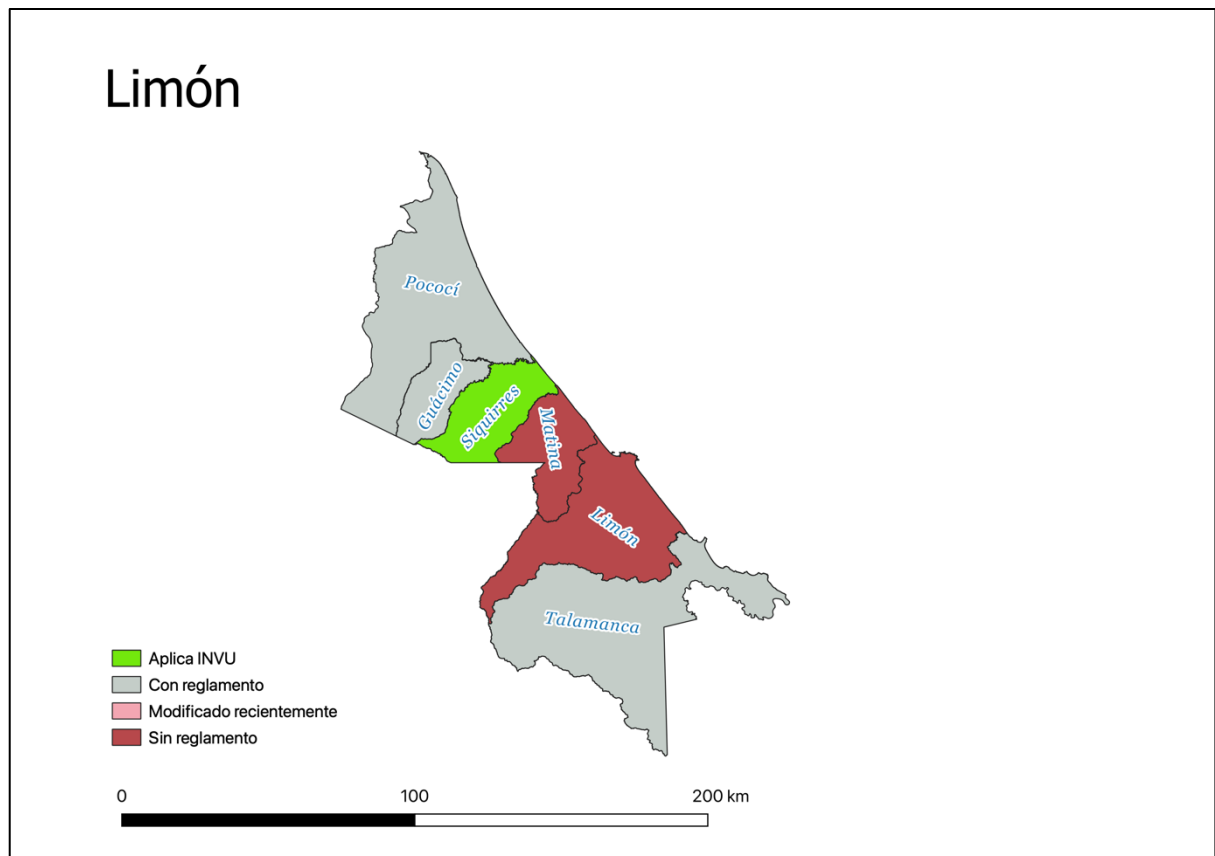 Limón
Pococí
Guácimo
Siquirres
Matina
Limón
Talamanca
Aplica INVU
Con reglamento
Modificado recientemente
Sin reglamento
0 100 200 km